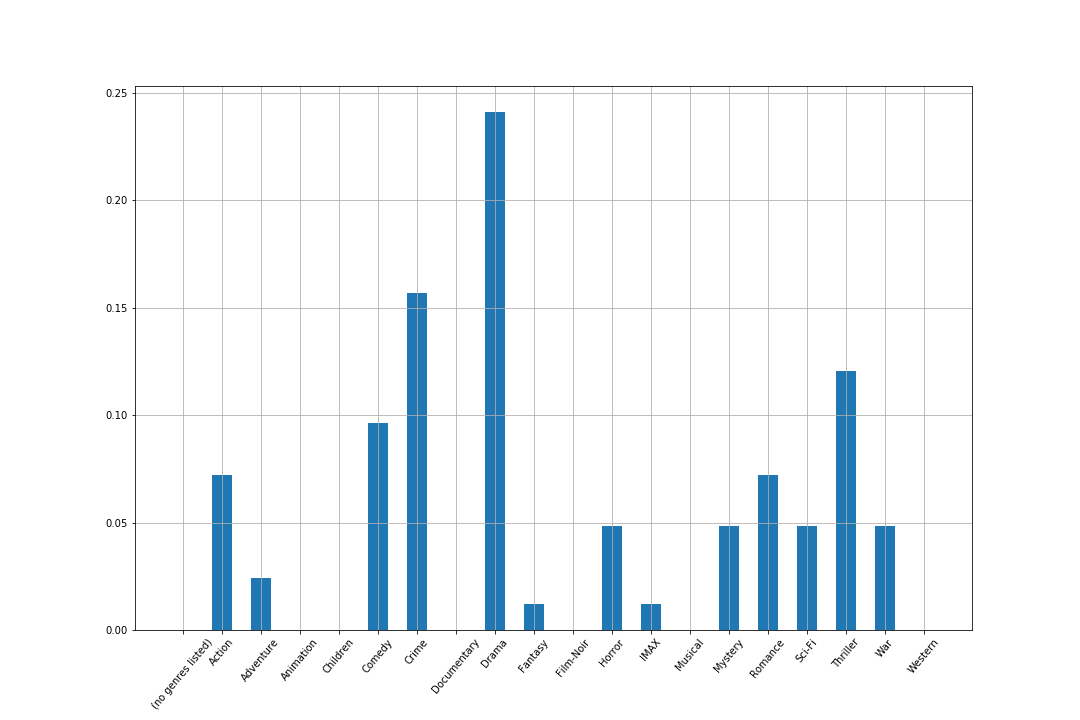 0.25
0.20
0.15
0.10
0.05
0.00
(no genres listed)
Action
Adventure
Animation
Children
Comedy
Crime
Documentary
Drama
Fantasy
Film-Noir
Horror
IMAX
Musical
Mystery
Romance
Sci-Fi
Thriller
War
Western